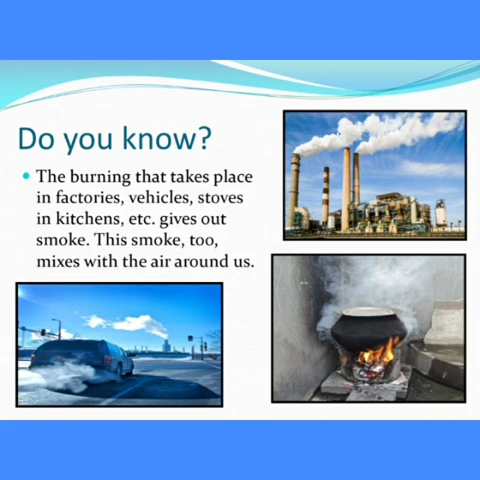 Do you know?
• The burning that takes place
in factories, vehicles, stoves
in kitchens, etc. gives out
smoke. This smoke, too,
mixes with the air around us.